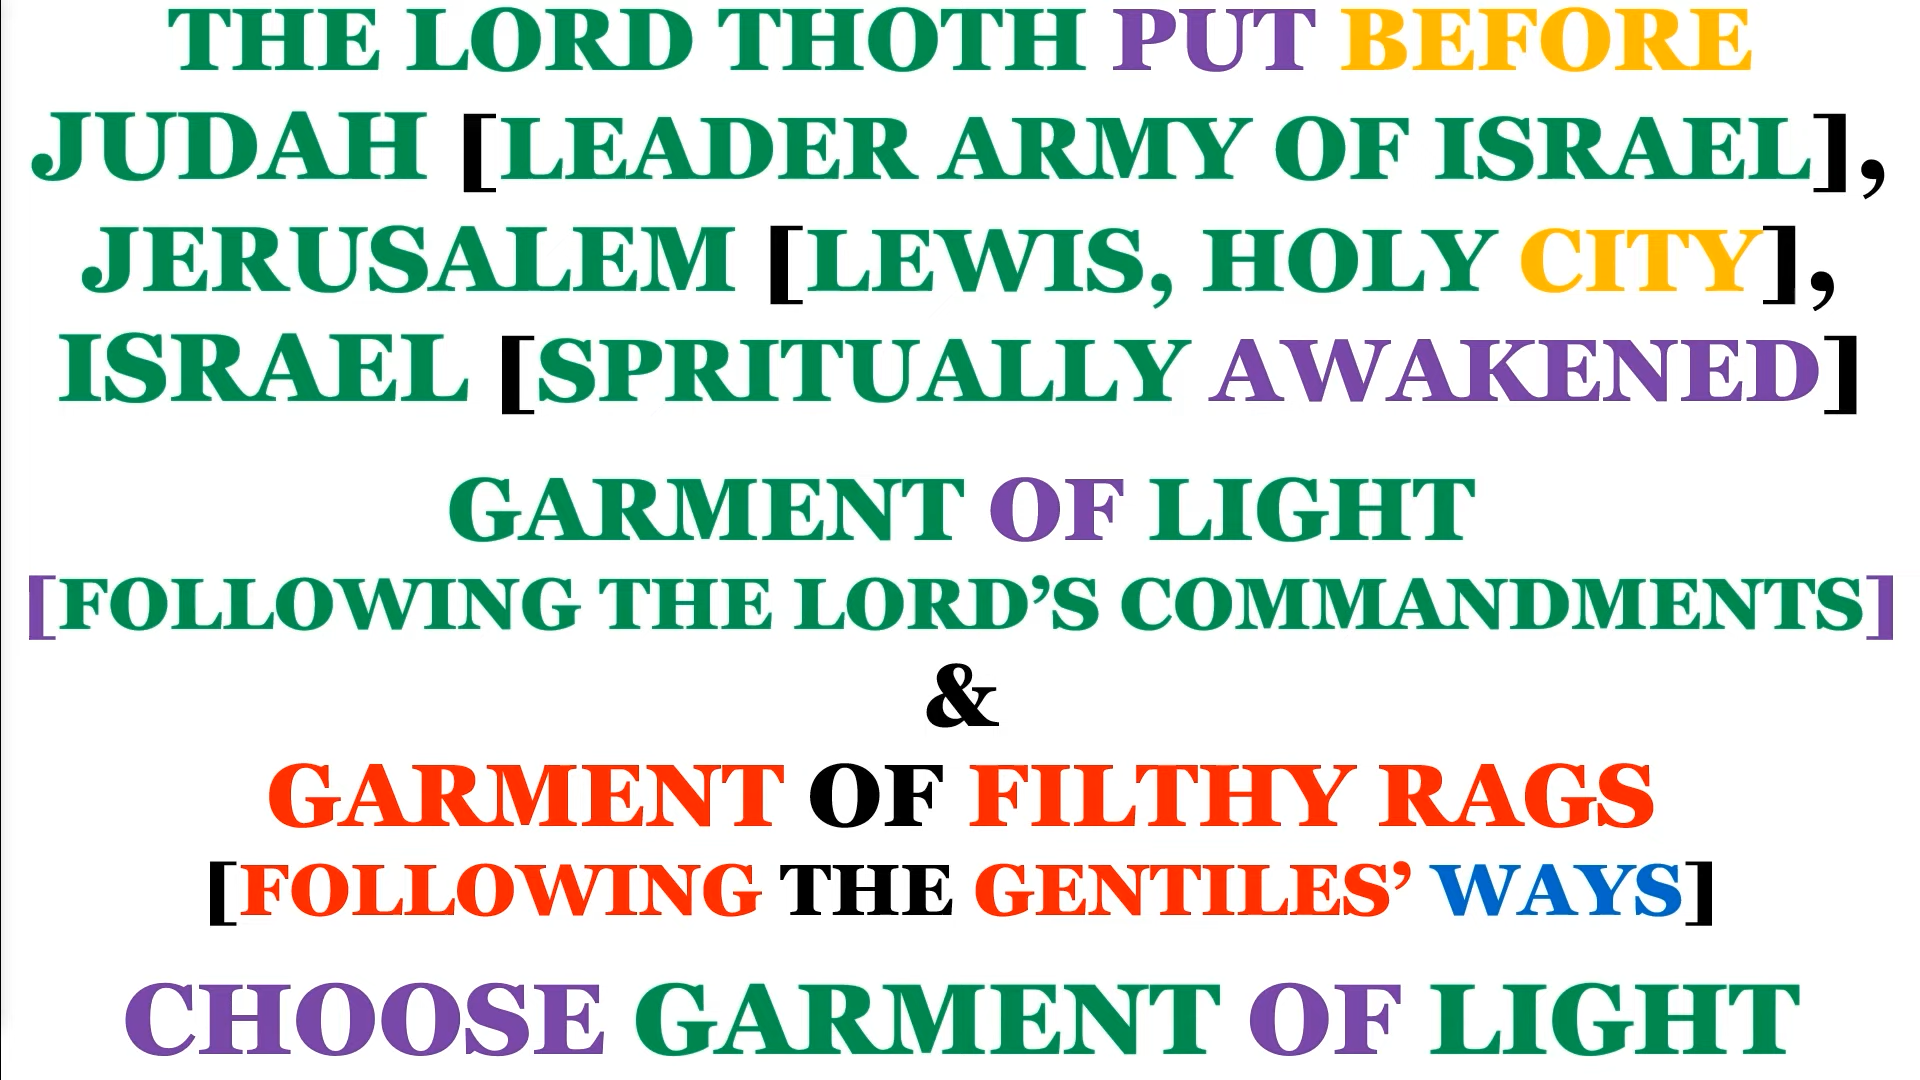 THE LORD THOTH PUT BEFORE
JUDAH [LEADER ARMY OF ISRAEL],
JERUSALEM [LEWIS, HOLY CITY],
ISRAEL [SPRITUALLY AWAKENED]
GARMENT OF LIGHT
[FOLLOWING THE LORD’S COMMANDMENTS]
&
GARMENT OF FILTHY RAGS
[FOLLOWING THE GENTILES’ WAYS]
CHOOSE GARMENT OF LIGHT